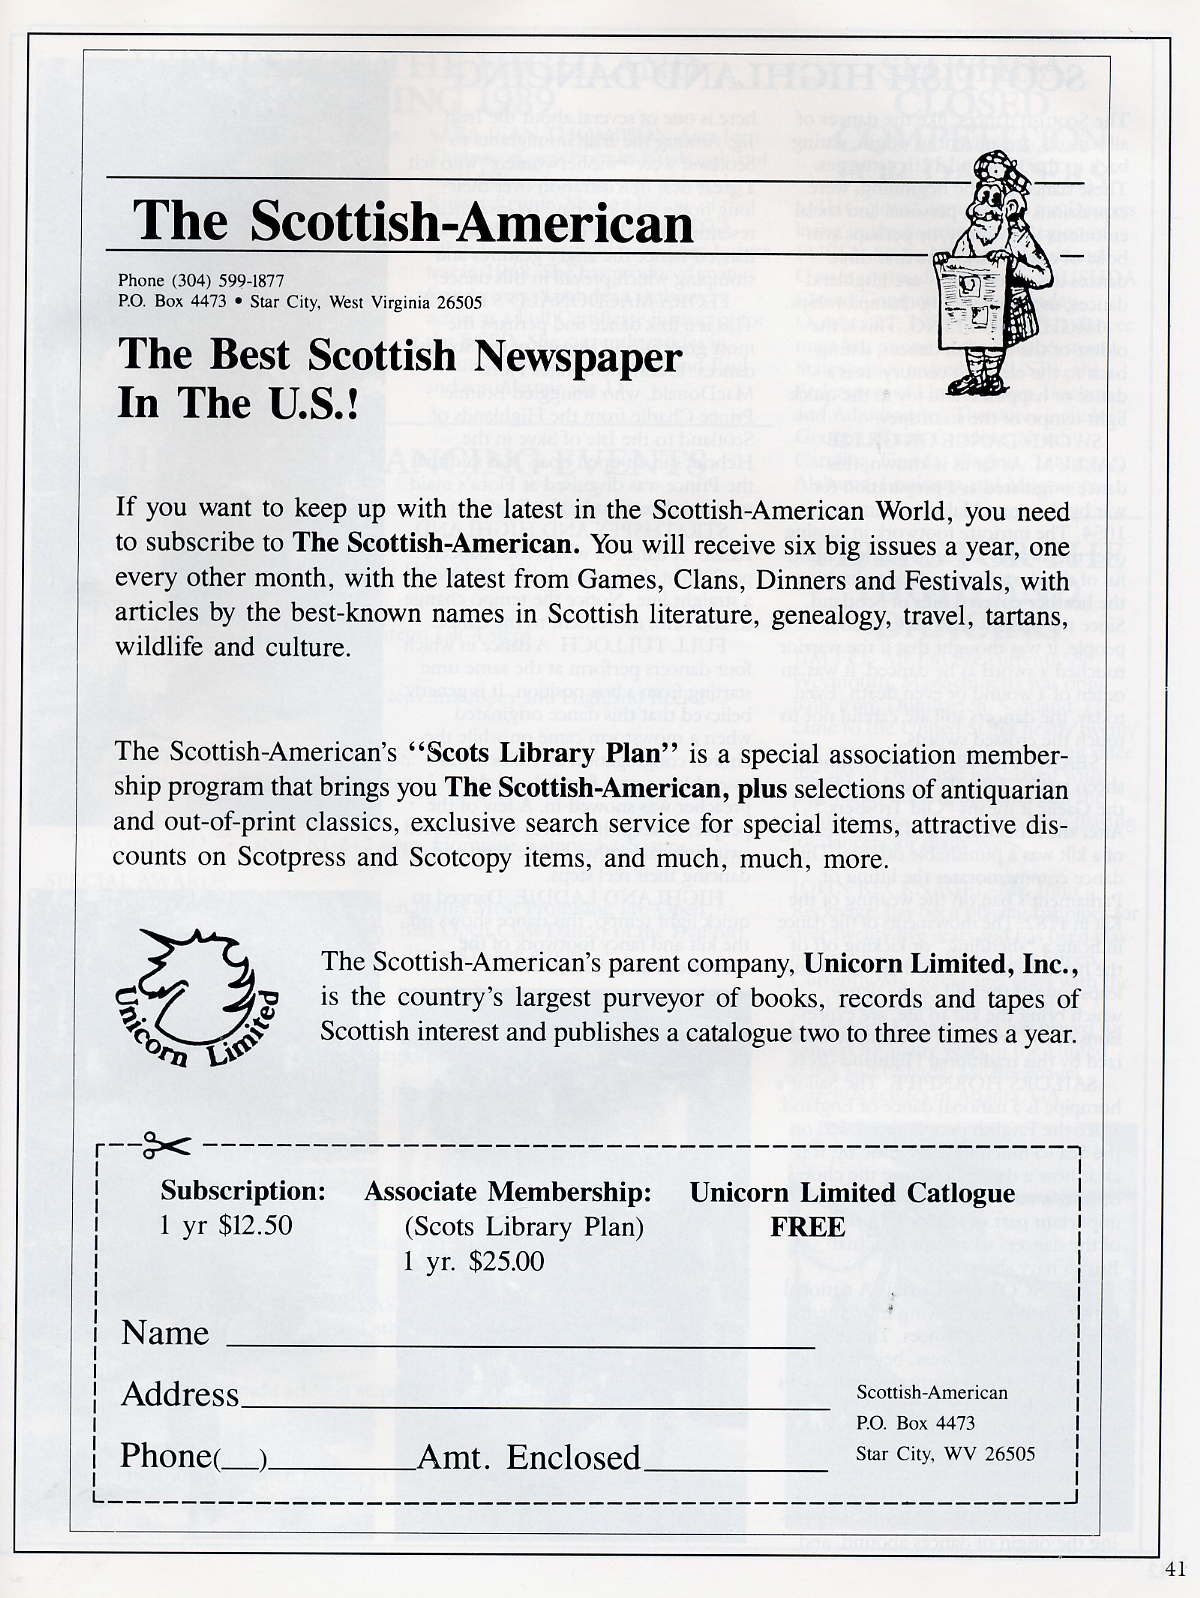 The Scottish-American
Phone (304) 599-1877
P.O. Box 4473 • Star City, West Virginia 26505
The Best Scottish Newspaper
In The U.S.!
If you want to keep up with the latest in the Scottish-American World, you need
to subscribe to The Scottish-American. You will receive six big issues a year, one
every other month, with the latest from Games, Clans, Dinners and Festivals, with
articles by the best-known names in Scottish literature, genealogy, travel, tartans,
wildlife and culture.
The Scottish-American's “Scots Library Plan” is a special association member-
ship program that brings you The Scottish-American, plus selections of antiquarian
and out-of-print classics, exclusive search service for special items, attractive dis-
counts on Scotpress and Scotcopy items, and much, much, more.
Unicorn Limited
The Scottish-American's parent company, Unicorn Limited, Inc.,
is the country's largest purveyor of books, records and tapes of
Scottish interest and publishes a catalogue two to three times a year.
Subscription: Associate Membership: Unicorn Limited Catlogue
1 yr $12.50 (Scots Library Plan) FREE
1 yr. $25.00
Name
Address
Phone(__)________Amt. Enclosed
Scottish-American
P.O. Box 4473
Star City, WV 26505
41